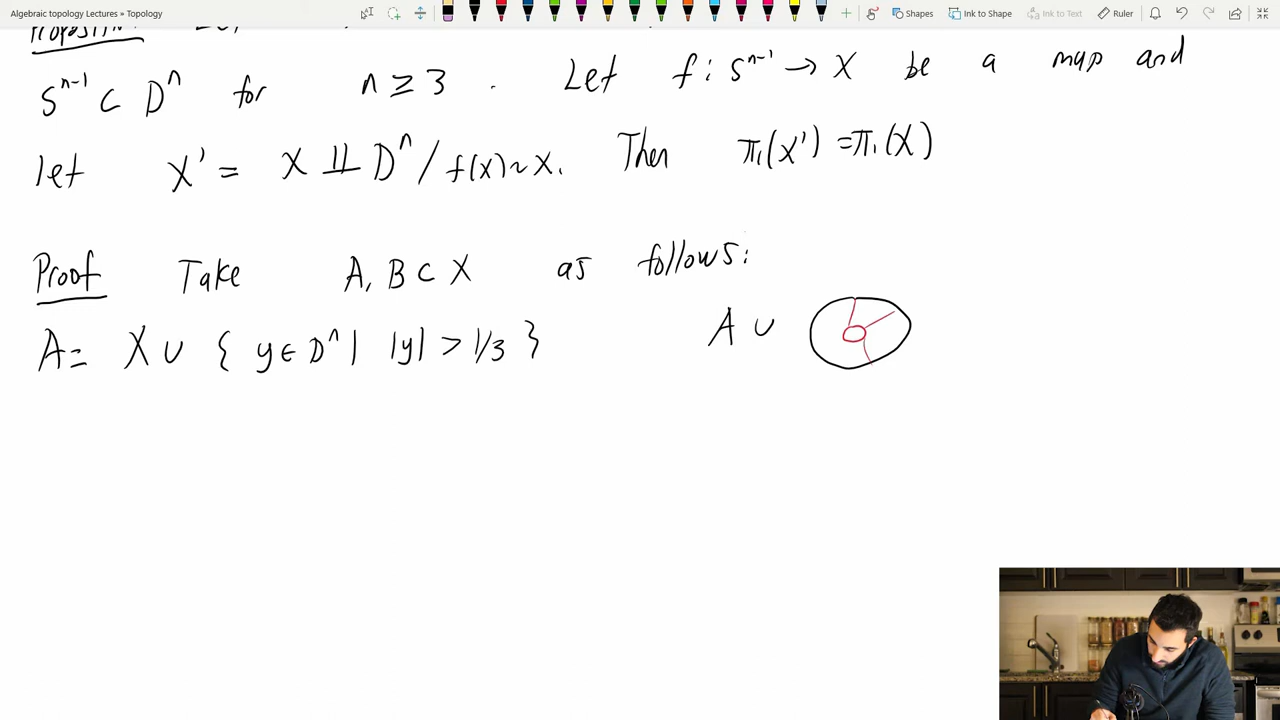 Algebraic topology Lectures » Topology
Shapes Ink to Shape Ink to Text Ruler
S^{n-1} ⊂ D^n for n ≥ 3 . Let f : S^{n-1} → X be a map and
let X' = X ⨿ D^n / f(x) ~ x. Then π₁(X') = π₁(X)
Proof Take A, B ⊂ X as follows:
A = X ∪ { y ∈ D^n | |y| > 1/3 } A ∪